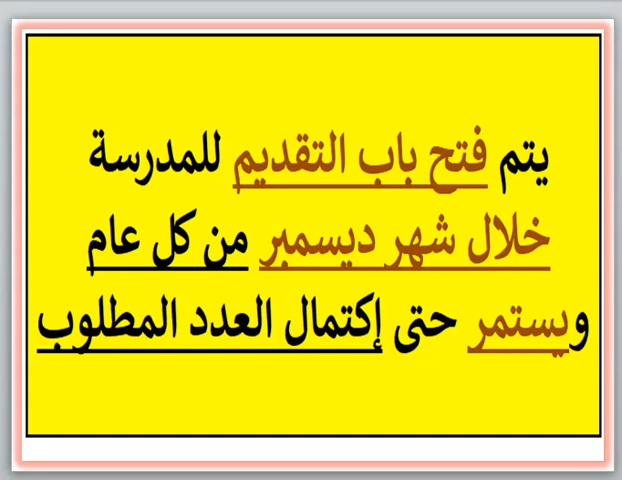 يتم فتح باب التقديم للمدرسة
خلال شهر ديسمبر من كل عام
ويستمر حتى إكتمال العدد المطلوب